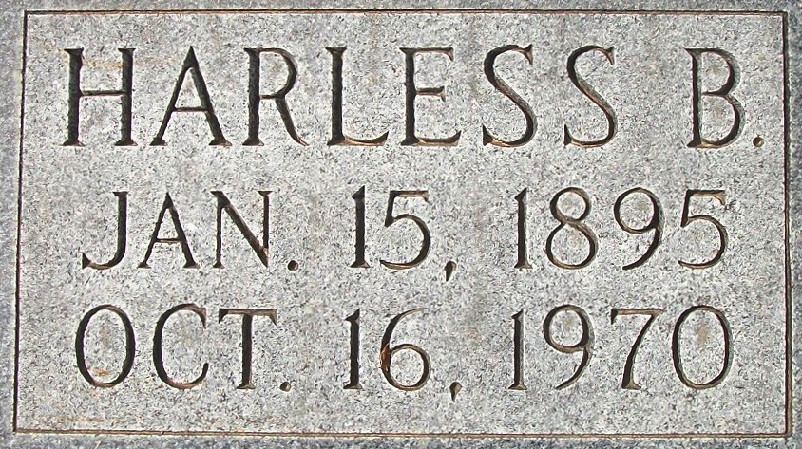 HARLESS B.
JAN. 15, 1895
OCT. 16, 1970